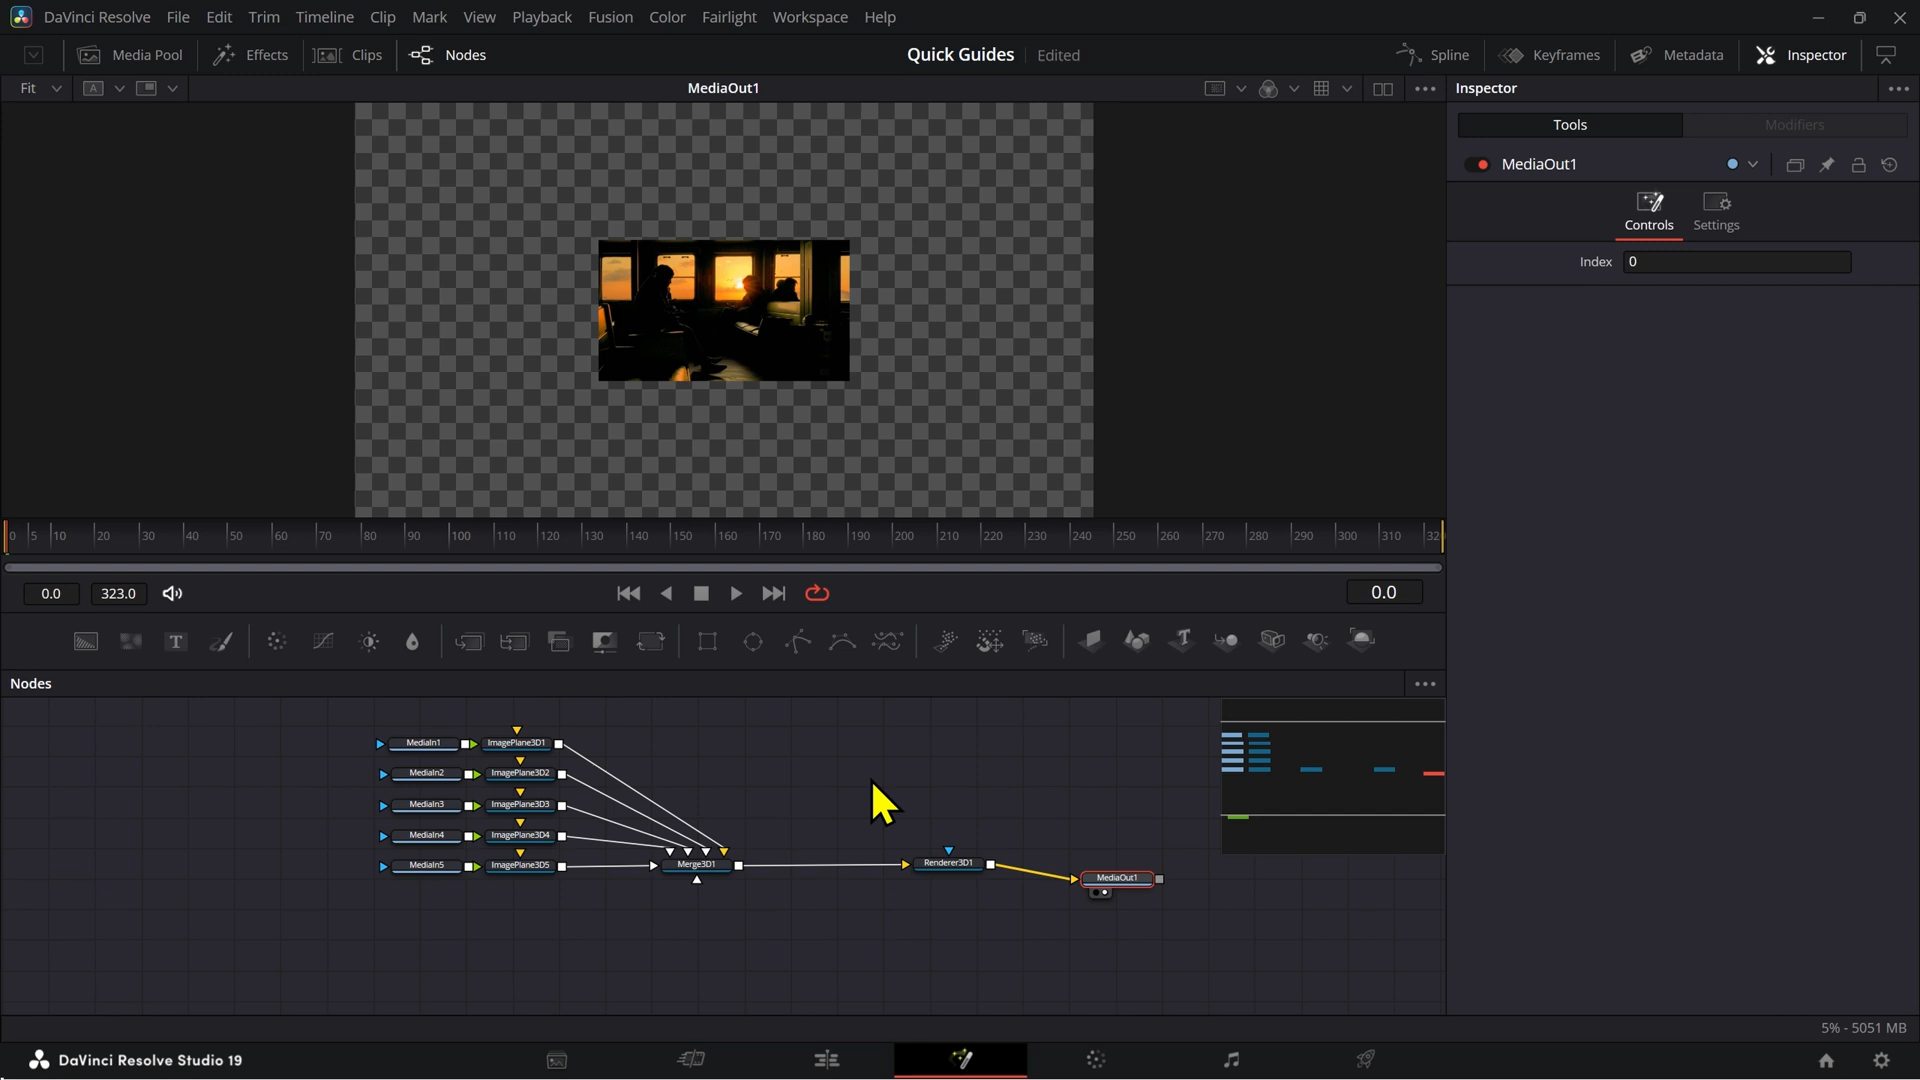 DaVinci Resolve File Edit Trim Timeline Clip Mark View Playback Fusion Color Fairlight Workspace Help
Media Pool Effects Clips Nodes Quick Guides Edited Spline Keyframes Metadata Inspector
Fit A MediaOut1 Inspector
Tools Modifiers
MediaOut1
Controls Settings
Index 0
0 5 10 20 30 40 50 60 70 80 90 100 110 120 130 140 150 160 170 180 190 200 210 220 230 240 250 260 270 280 290 300 310 32
0.0 323.0 0.0
T T
Nodes
MediaIn1 ImagePlane3D1
MediaIn2 ImagePlane3D2
MediaIn3 ImagePlane3D3
MediaIn4 ImagePlane3D4
MediaIn5 ImagePlane3D5 Merge3D1 Renderer3D1
MediaOut1
5% - 5051 MB
DaVinci Resolve Studio 19